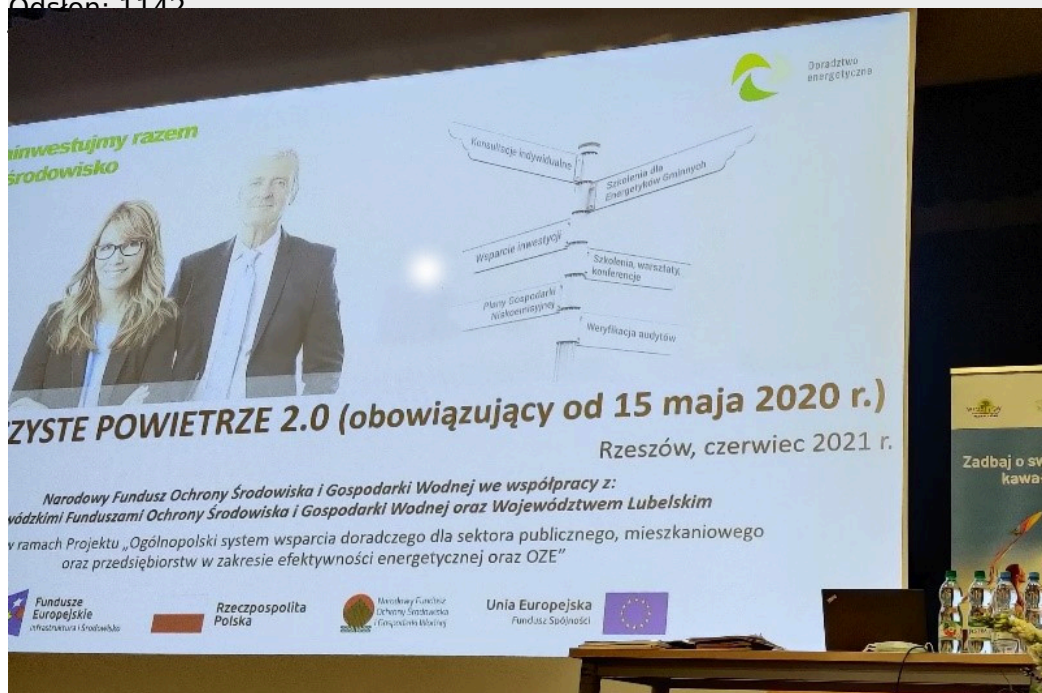 Odsłon: 1142
Doradztwo
energetyczne
ainwestujmy razem
środowisko
Konsultacje indywidualne
Szkolenia dla
Energetyków Gminnych
Wsparcie inwestycji
Szkolenia, warsztaty,
konferencje
Plany Gospodarki
Niskoemisyjnej
Weryfikacja audytów
ZYSTE POWIETRZE 2.0 (obowiązujący od 15 maja 2020 r.)
Rzeszów, czerwiec 2021 r.
Narodowy Fundusz Ochrony Środowiska i Gospodarki Wodnej we współpracy z:
wódzkimi Funduszami Ochrony Środowiska i Gospodarki Wodnej oraz Województwem Lubelskim
w ramach Projektu „Ogólnopolski system wsparcia doradczego dla sektora publicznego, mieszkaniowego
oraz przedsiębiorstw w zakresie efektywności energetycznej oraz OZE”
Fundusze
Europejskie
Infrastruktura i Środowisko
Rzeczpospolita
Polska
Narodowy Fundusz
Ochrony Środowiska
i Gospodarki Wodnej
Unia Europejska
Fundusz Spójności
Zadbaj o sw
kawa